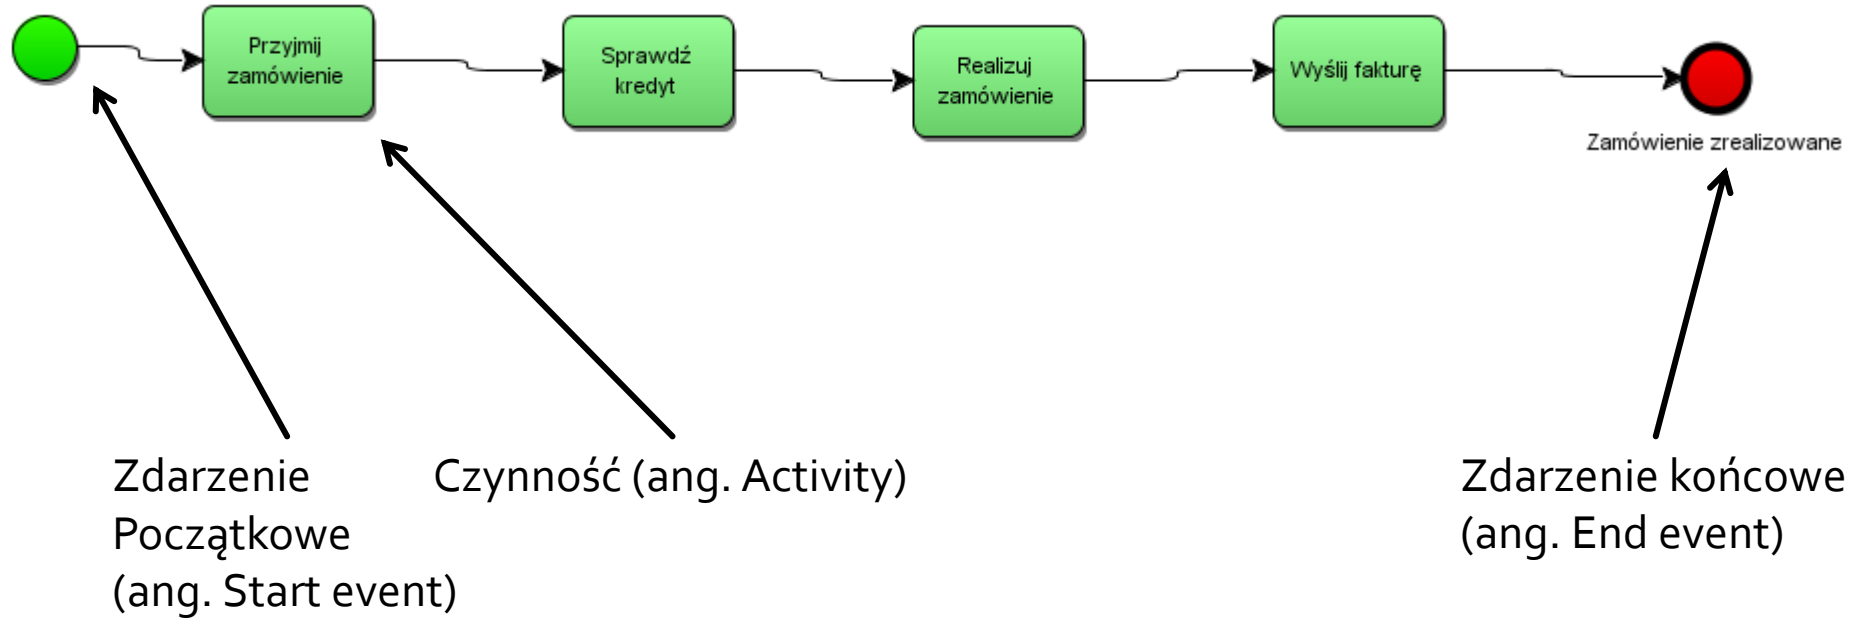 Przyjmij
zamówienie
Sprawdź
kredyt
Realizuj
zamówienie
Wyślij fakturę
Zamówienie zrealizowane
Zdarzenie
Początkowe
(ang. Start event)
Czynność (ang. Activity)
Zdarzenie końcowe
(ang. End event)